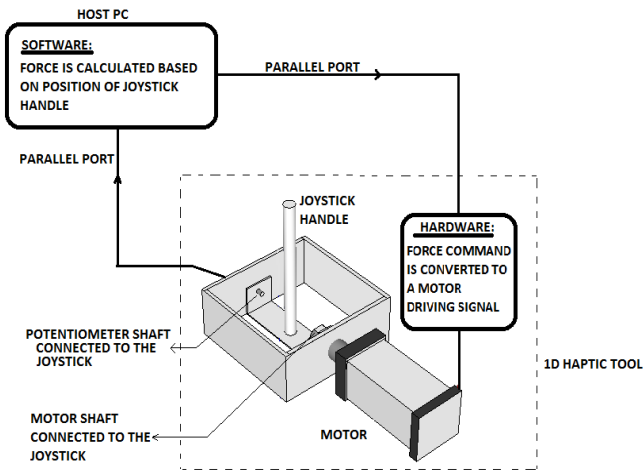 HOST PC
SOFTWARE:
FORCE IS CALCULATED BASED
ON POSITION OF JOYSTICK
HANDLE
PARALLEL PORT
PARALLEL PORT
JOYSTICK
HANDLE
HARDWARE:
FORCE COMMAND
IS CONVERTED TO
A MOTOR
DRIVING SIGNAL
POTENTIOMETER SHAFT
CONNECTED TO THE
JOYSTICK
1D HAPTIC TOOL
MOTOR SHAFT
CONNECTED TO THE
JOYSTICK
MOTOR